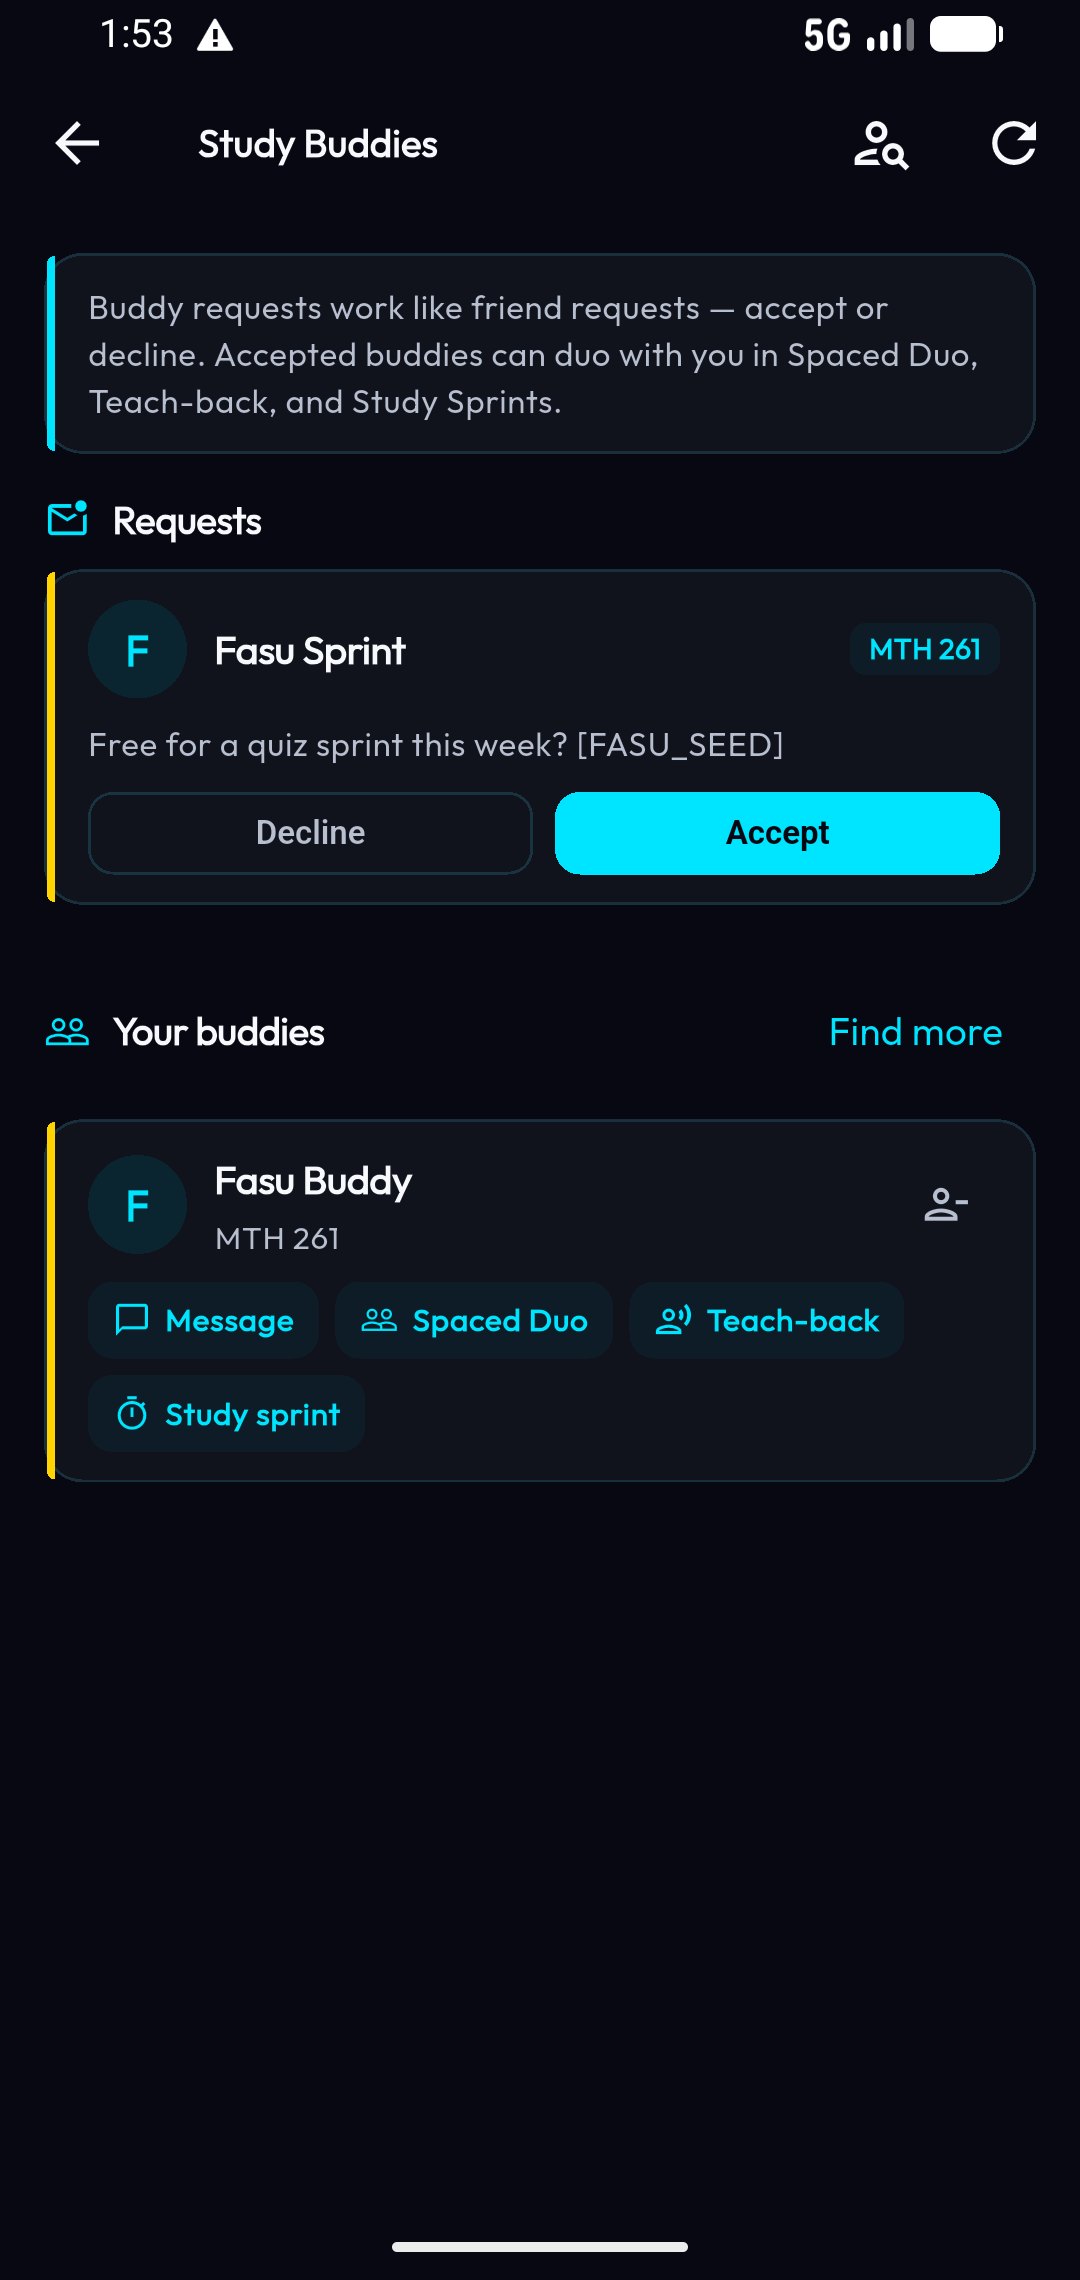 1:53
5G
Study Buddies
Buddy requests work like friend requests — accept or
decline. Accepted buddies can duo with you in Spaced Duo,
Teach-back, and Study Sprints.
Requests
F
Fasu Sprint
MTH 261
Free for a quiz sprint this week? [FASU_SEED]
Decline
Accept
Your buddies
Find more
F
Fasu Buddy
MTH 261
Message
Spaced Duo
Teach-back
Study sprint